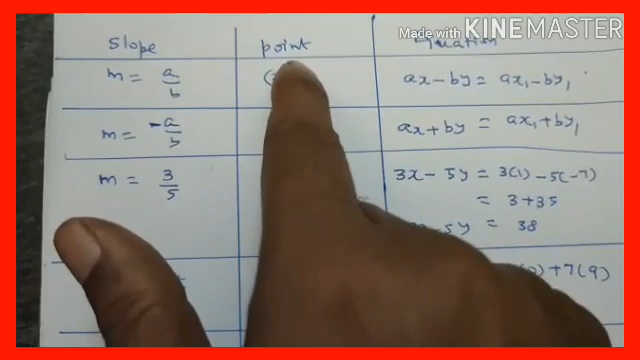 Made with KINEMASTER
slope point Equation
m = a/b ax - by = ax₁ - by₁
m = -a/b ax + by = ax₁ + by₁
m = 3/5 3x - 5y = 3(1) - 5(-7)
= 3+35
5y = 38
+7(9)